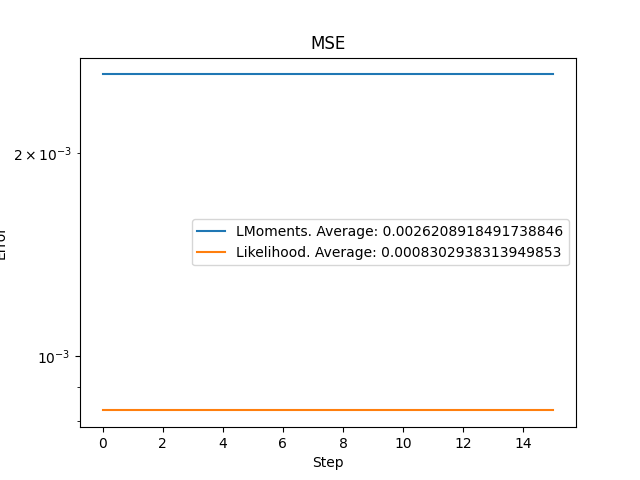 MSE
Error
2 × 10⁻³
10⁻³
LMoments. Average: 0.0026208918491738846
Likelihood. Average: 0.0008302938313949853
0 2 4 6 8 10 12 14
Step